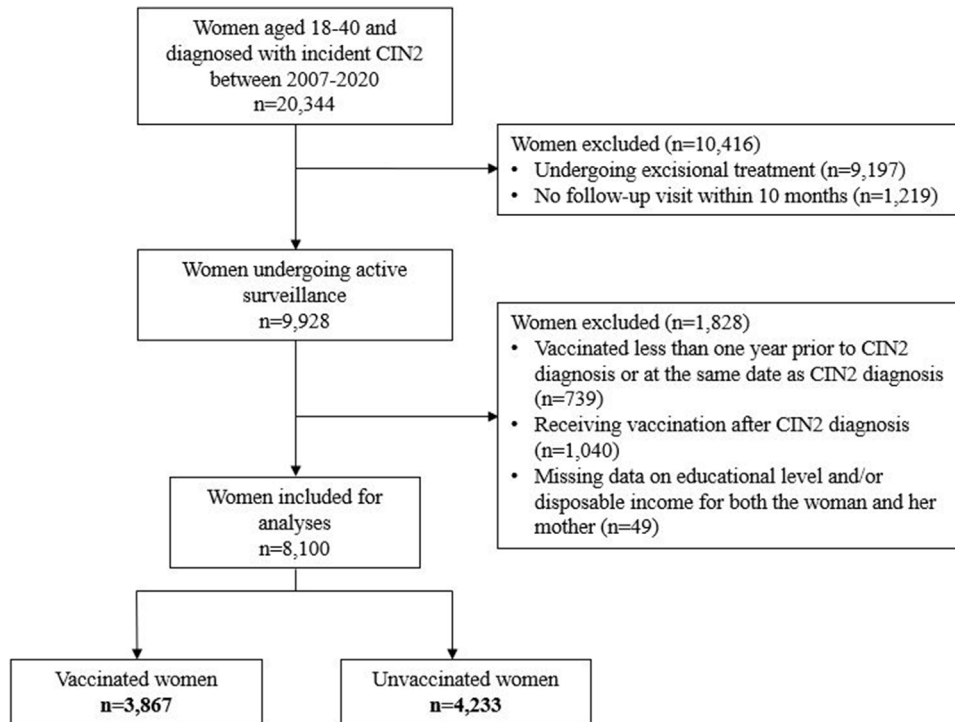 Women aged 18-40 and
diagnosed with incident CIN2
between 2007-2020
n=20,344
Women excluded (n=10,416)
• Undergoing excisional treatment (n=9,197)
• No follow-up visit within 10 months (n=1,219)
Women undergoing active
surveillance
n=9,928
Women excluded (n=1,828)
• Vaccinated less than one year prior to CIN2
diagnosis or at the same date as CIN2 diagnosis
(n=739)
• Receiving vaccination after CIN2 diagnosis
(n=1,040)
• Missing data on educational level and/or
disposable income for both the woman and her
mother (n=49)
Women included for
analyses
n=8,100
Vaccinated women
n=3,867
Unvaccinated women
n=4,233